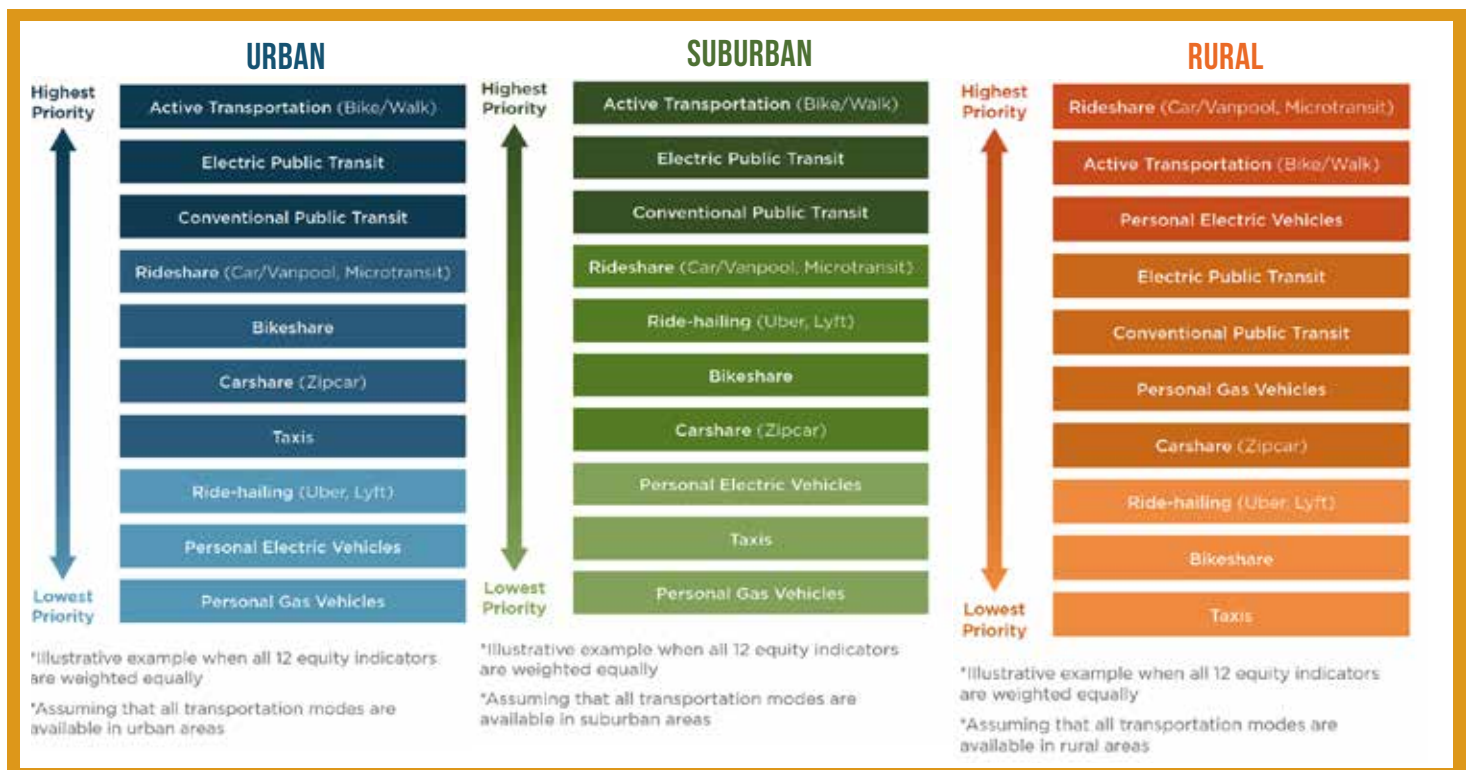 URBAN
Highest
Priority
Active Transportation (Bike/Walk)
Electric Public Transit
Conventional Public Transit
Rideshare (Car/Vanpool, Microtransit)
Bikeshare
Carshare (Zipcar)
Taxis
Ride-hailing (Uber, Lyft)
Personal Electric Vehicles
Personal Gas Vehicles
Lowest
Priority
*Illustrative example when all 12 equity indicators
are weighted equally
*Assuming that all transportation modes are
available in urban areas
SUBURBAN
Highest
Priority
Active Transportation (Bike/Walk)
Electric Public Transit
Conventional Public Transit
Rideshare (Car/Vanpool, Microtransit)
Ride-hailing (Uber, Lyft)
Bikeshare
Carshare (Zipcar)
Personal Electric Vehicles
Taxis
Personal Gas Vehicles
Lowest
Priority
*Illustrative example when all 12 equity indicators
are weighted equally
*Assuming that all transportation modes are
available in suburban areas
RURAL
Highest
Priority
Rideshare (Car/Vanpool, Microtransit)
Active Transportation (Bike/Walk)
Personal Electric Vehicles
Electric Public Transit
Conventional Public Transit
Personal Gas Vehicles
Carshare (Zipcar)
Ride-hailing (Uber, Lyft)
Bikeshare
Taxis
Lowest
Priority
*Illustrative example when all 12 equity indicators
are weighted equally
*Assuming that all transportation modes are
available in rural areas